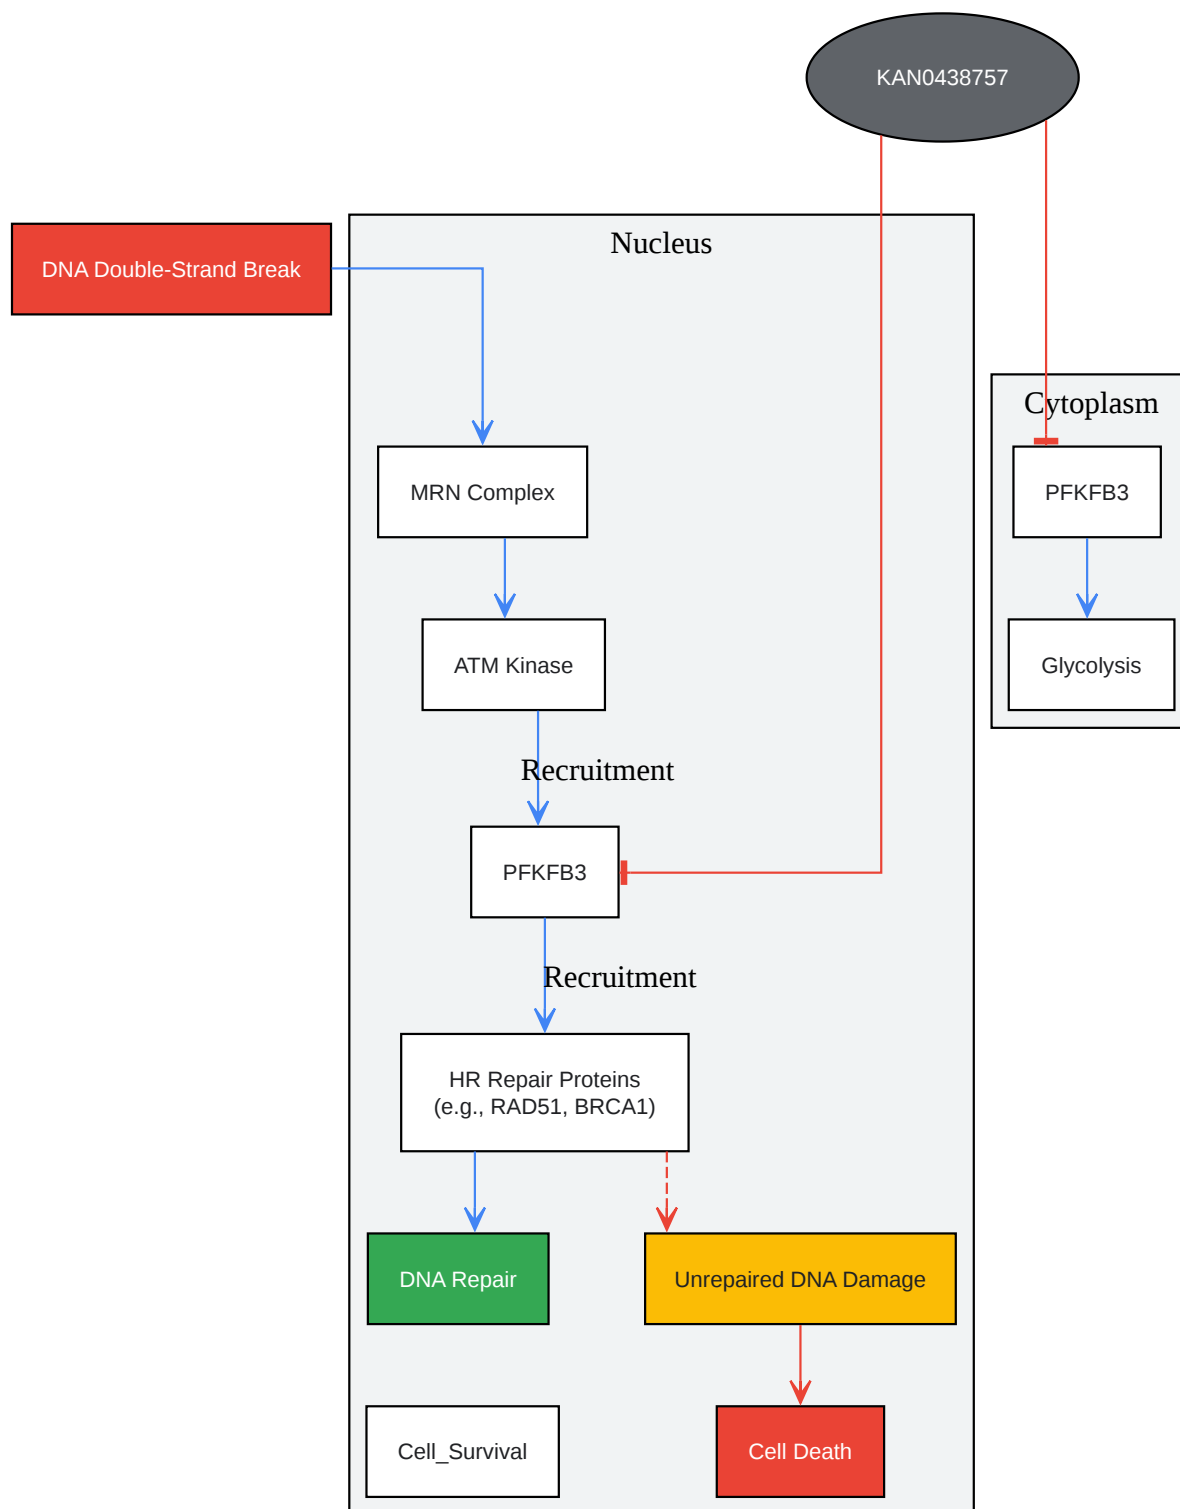 KAN0438757
Nucleus
DNA Double-Strand Break
Cytoplasm
MRN Complex
PFKFB3
ATM Kinase
Glycolysis
Recruitment
PFKFB3
Recruitment
HR Repair Proteins
(e.g., RAD51, BRCA1)
DNA Repair
Unrepaired DNA Damage
Cell_Survival
Cell Death